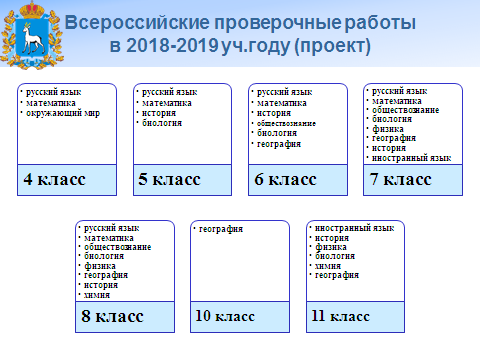 Всероссийские проверочные работы
в 2018-2019 уч.году (проект)
• русский язык
• математика
• окружающий мир
4 класс
• русский язык
• математика
• история
• биология
5 класс
• русский язык
• математика
• история
• обществознание
• биология
• география
6 класс
• русский язык
• математика
• обществознание
• биология
• физика
• география
• история
• иностранный язык
7 класс
• русский язык
• математика
• обществознание
• биология
• физика
• география
• история
• химия
8 класс
• география
10 класс
• иностранный язык
• история
• физика
• биология
• химия
• география
11 класс